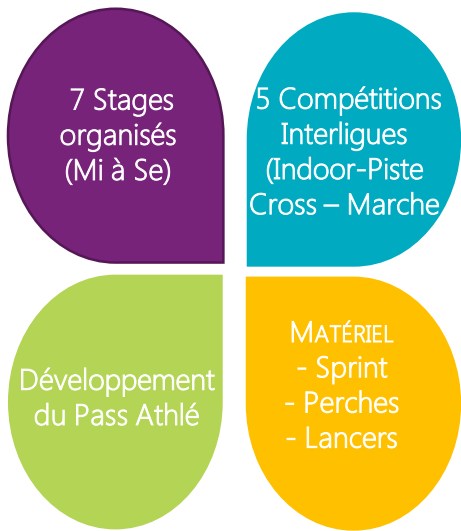 7 Stages
organisés
(Mi à Se)
5 Compétitions
Interligues
(Indoor-Piste
Cross – Marche
Développement
du Pass Athlé
MATÉRIEL
- Sprint
- Perches
- Lancers